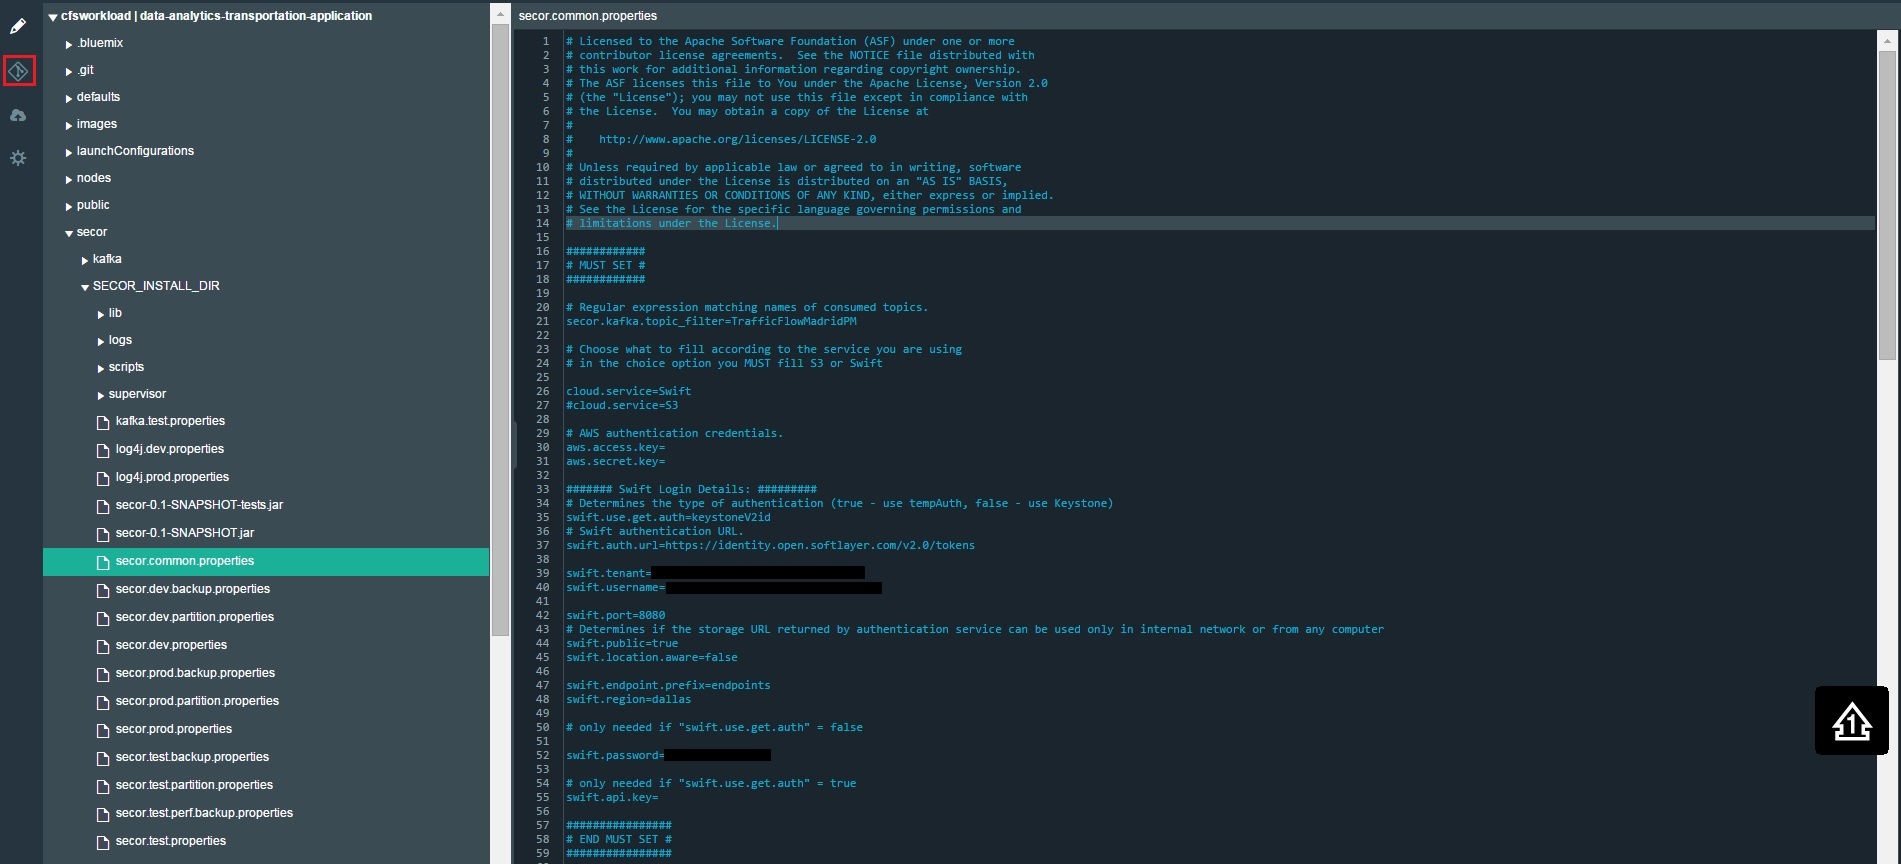 cfsworkload | data-analytics-transportation-application
.bluemix
.git
defaults
images
launchConfigurations
nodes
public
secor
kafka
SECOR_INSTALL_DIR
lib
logs
scripts
supervisor
kafka.test.properties
log4j.dev.properties
log4j.prod.properties
secor-0.1-SNAPSHOT-tests.jar
secor-0.1-SNAPSHOT.jar
secor.common.properties
secor.dev.backup.properties
secor.dev.partition.properties
secor.dev.properties
secor.prod.backup.properties
secor.prod.partition.properties
secor.prod.properties
secor.test.backup.properties
secor.test.partition.properties
secor.test.perf.backup.properties
secor.test.properties
secor.common.properties
1 # Licensed to the Apache Software Foundation (ASF) under one or more
2 # contributor license agreements.  See the NOTICE file distributed with
3 # this work for additional information regarding copyright ownership.
4 # The ASF licenses this file to You under the Apache License, Version 2.0
5 # (the "License"); you may not use this file except in compliance with
6 # the License.  You may obtain a copy of the License at
7 #
8 #    http://www.apache.org/licenses/LICENSE-2.0
9 #
10 # Unless required by applicable law or agreed to in writing, software
11 # distributed under the License is distributed on an "AS IS" BASIS,
12 # WITHOUT WARRANTIES OR CONDITIONS OF ANY KIND, either express or implied.
13 # See the License for the specific language governing permissions and
14 # limitations under the License.
15
16 ############
17 # MUST SET #
18 ############
19
20 # Regular expression matching names of consumed topics.
21 secor.kafka.topic_filter=TrafficFlowMadridPM
22
23 # Choose what to fill according to the service you are using
24 # in the choice option you MUST fill S3 or Swift
25
26 cloud.service=Swift
27 #cloud.service=S3
28
29 # AWS authentication credentials.
30 aws.access.key=
31 aws.secret.key=
32
33 ####### Swift Login Details: #########
34 # Determines the type of authentication (true - use tempAuth, false - use Keystone)
35 swift.use.get.auth=keystoneV2id
36 # Swift authentication URL.
37 swift.auth.url=https://identity.open.softlayer.com/v2.0/tokens
38
39 swift.tenant=
40 swift.username=
41
42 swift.port=8080
43 # Determines if the storage URL returned by authentication service can be used only in internal network or from any computer
44 swift.public=true
45 swift.location.aware=false
46
47 swift.endpoint.prefix=endpoints
48 swift.region=dallas
49
50 # only needed if "swift.use.get.auth" = false
51
52 swift.password=
53
54 # only needed if "swift.use.get.auth" = true
55 swift.api.key=
56
57 ################
58 # END MUST SET #
59 ################
1